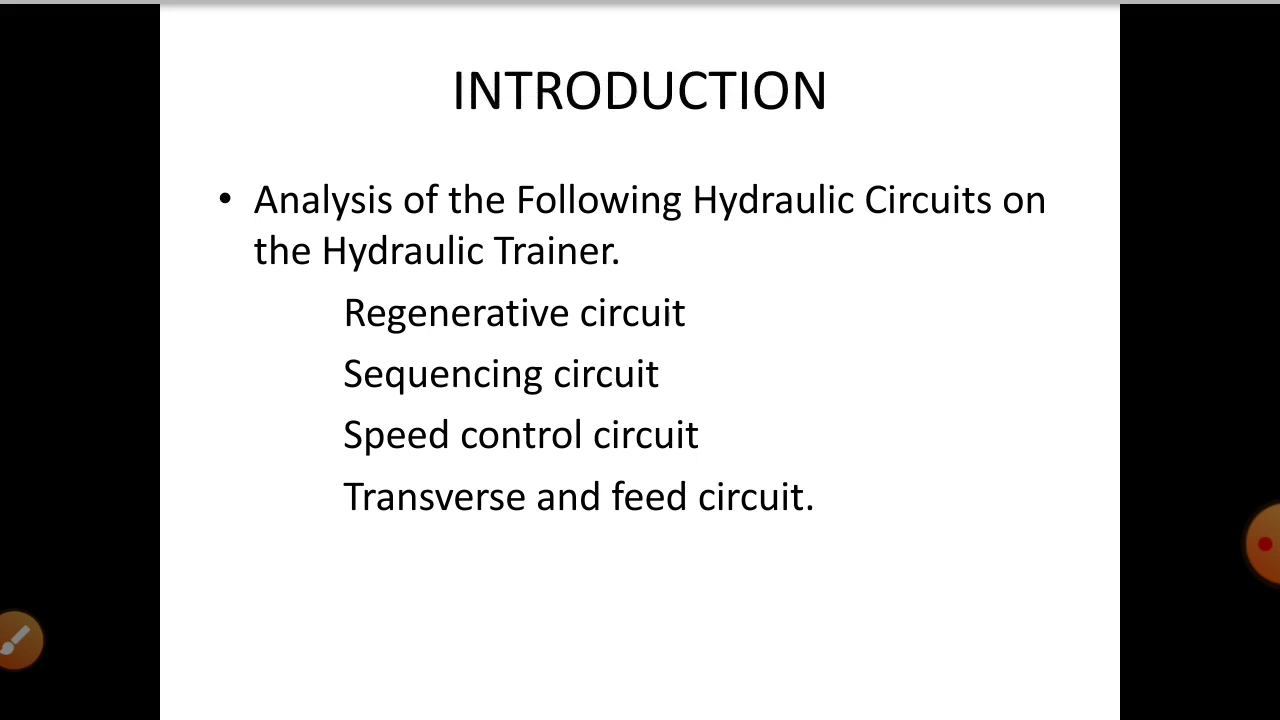 INTRODUCTION
• Analysis of the Following Hydraulic Circuits on
the Hydraulic Trainer.
Regenerative circuit
Sequencing circuit
Speed control circuit
Transverse and feed circuit.